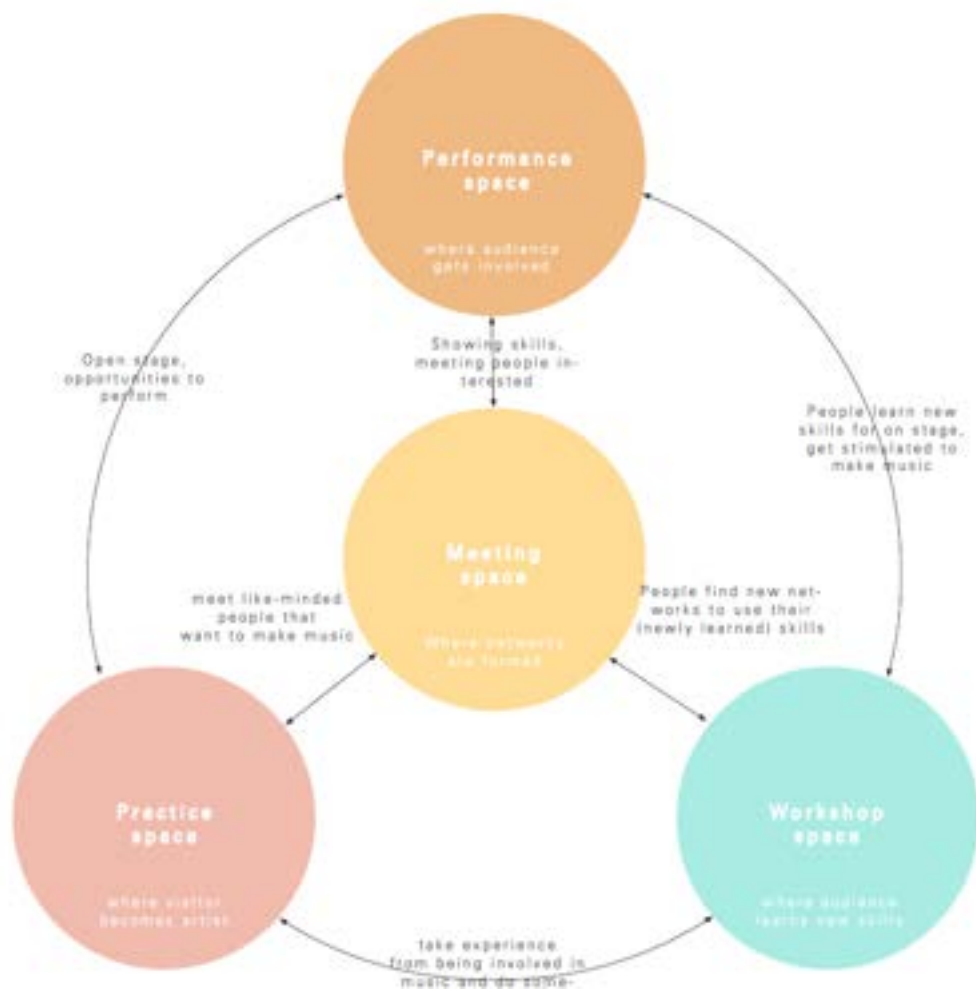 Performance
space
where audience
gets involved
Open stage,
opportunities to
perform
Showing skills,
meeting people in-
terested
People learn new
skills for on stage,
get stimulated to
make music
Meeting
space
Where networks
are formed
meet like-minded
people that
want to make music
People find new net-
works to use their
(newly learned) skills
Practice
space
where visitor
becomes artist
Workshop
space
where audience
learns new skills
take experience
from being involved in
music and do some-